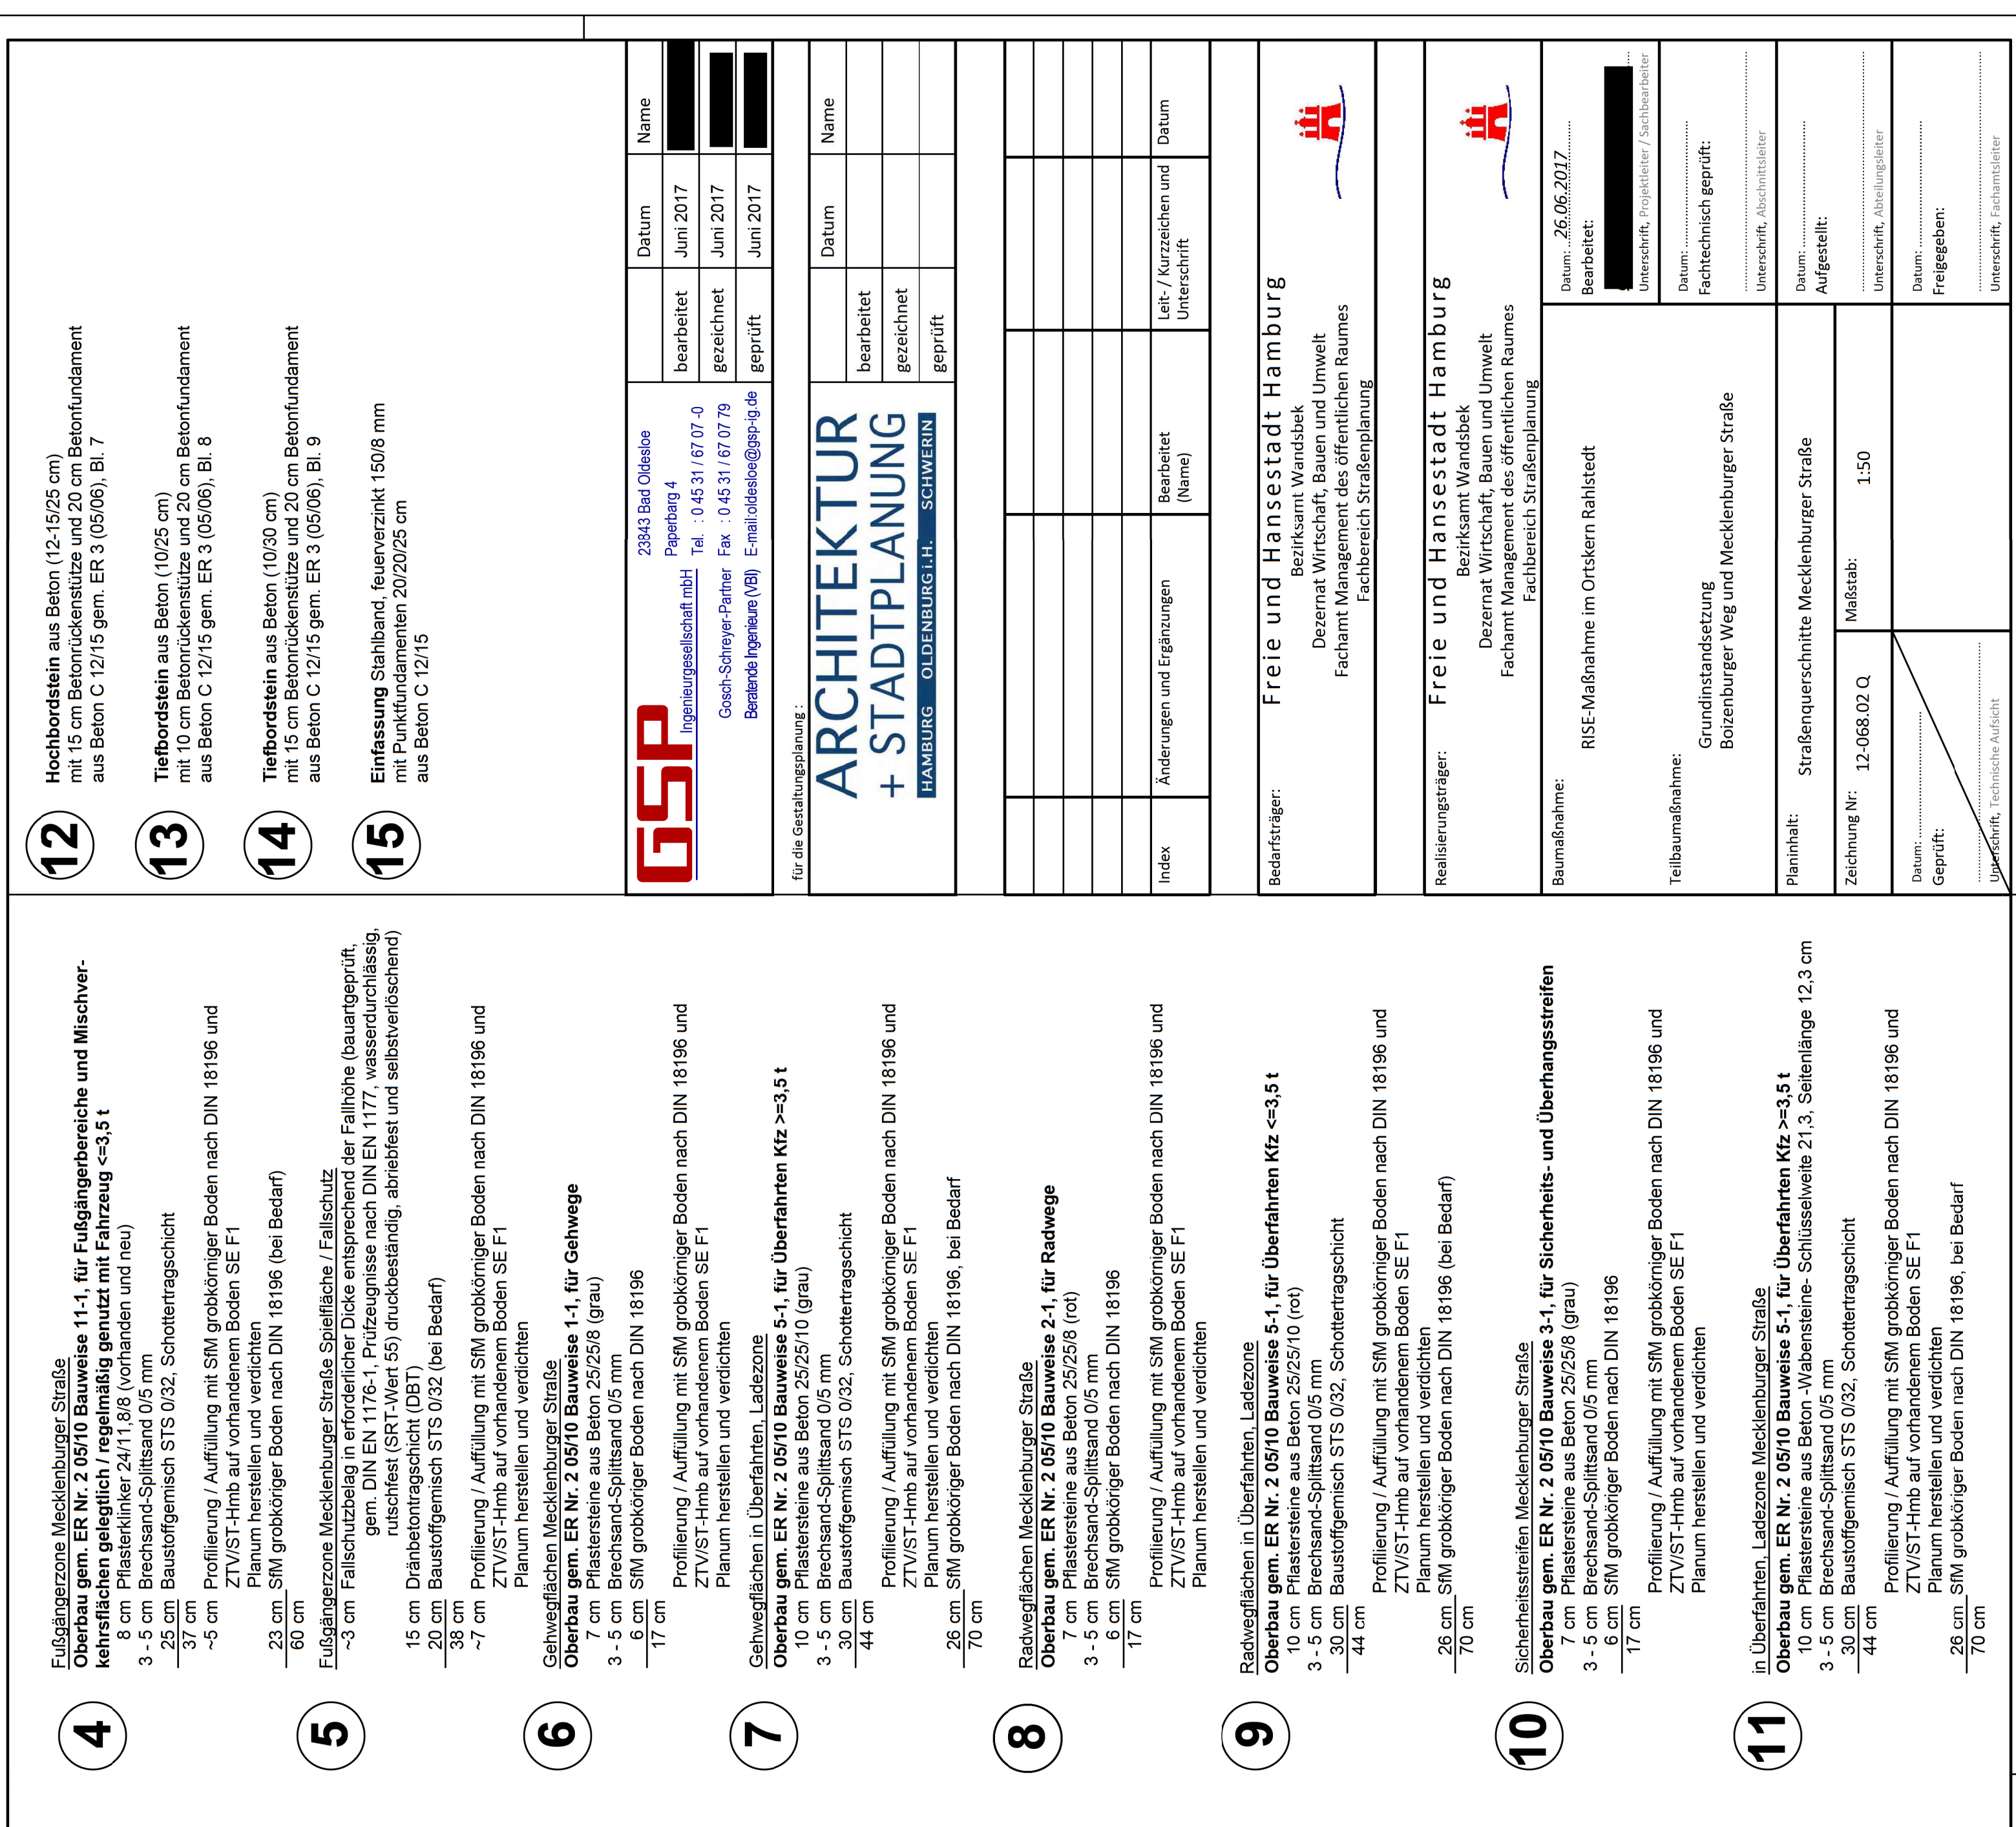 4
Fußgängerzone Mecklenburger Straße
Oberbau gem. ER Nr. 2 05/10 Bauweise 11-1, für Fußgängerbereiche und Mischver-
kehrsflächen gelegtlich / regelmäßig genutzt mit Fahrzeug <=3,5 t
8 cm Pflasterklinker 24/11,8/8 (vorhanden und neu)
3 - 5 cm Brechsand-Splittsand 0/5 mm
25 cm Baustoffgemisch STS 0/32, Schottertragschicht
37 cm
~5 cm Profilierung / Auffüllung mit SfM grobkörniger Boden nach DIN 18196 und
ZTV/ST-Hmb auf vorhandenem Boden SE F1
Planum herstellen und verdichten
23 cm SfM grobköriger Boden nach DIN 18196 (bei Bedarf)
60 cm
5
Fußgängerzone Mecklenburger Straße Spielfläche / Fallschutz
~3 cm Fallschutzbelag in erforderlicher Dicke entsprechend der Fallhöhe (bauartgeprüft,
gem. DIN EN 1176-1, Prüfzeugnisse nach DIN EN 1177, wasserdurchlässig,
rutschfest (SRT-Wert 55) druckbeständig, abriebfest und selbstverlöschend)
15 cm Dränbetontragschicht (DBT)
20 cm Baustoffgemisch STS 0/32 (bei Bedarf)
38 cm
~7 cm Profilierung / Auffüllung mit SfM grobkörniger Boden nach DIN 18196 und
ZTV/ST-Hmb auf vorhandenem Boden SE F1
Planum herstellen und verdichten
6
Gehwegflächen Mecklenburger Straße
Oberbau gem. ER Nr. 2 05/10 Bauweise 1-1, für Gehwege
7 cm Pflastersteine aus Beton 25/25/8 (grau)
3 - 5 cm Brechsand-Splittsand 0/5 mm
6 cm SfM grobköriger Boden nach DIN 18196
17 cm
Profilierung / Auffüllung mit SfM grobkörniger Boden nach DIN 18196 und
ZTV/ST-Hmb auf vorhandenem Boden SE F1
Planum herstellen und verdichten
7
Gehwegflächen in Überfahrten, Ladezone
Oberbau gem. ER Nr. 2 05/10 Bauweise 5-1, für Überfahrten Kfz >=3,5 t
10 cm Pflastersteine aus Beton 25/25/10 (grau)
3 - 5 cm Brechsand-Splittsand 0/5 mm
30 cm Baustoffgemisch STS 0/32, Schottertragschicht
44 cm
Profilierung / Auffüllung mit SfM grobkörniger Boden nach DIN 18196 und
ZTV/ST-Hmb auf vorhandenem Boden SE F1
Planum herstellen und verdichten
26 cm SfM grobköriger Boden nach DIN 18196, bei Bedarf
70 cm
8
Radwegflächen Mecklenburger Straße
Oberbau gem. ER Nr. 2 05/10 Bauweise 2-1, für Radwege
7 cm Pflastersteine aus Beton 25/25/8 (rot)
3 - 5 cm Brechsand-Splittsand 0/5 mm
6 cm SfM grobköriger Boden nach DIN 18196
17 cm
Profilierung / Auffüllung mit SfM grobkörniger Boden nach DIN 18196 und
ZTV/ST-Hmb auf vorhandenem Boden SE F1
Planum herstellen und verdichten
9
Radwegflächen in Überfahrten, Ladezone
Oberbau gem. ER Nr. 2 05/10 Bauweise 5-1, für Überfahrten Kfz <=3,5 t
10 cm Pflastersteine aus Beton 25/25/10 (rot)
3 - 5 cm Brechsand-Splittsand 0/5 mm
30 cm Baustoffgemisch STS 0/32, Schottertragschicht
44 cm
Profilierung / Auffüllung mit SfM grobkörniger Boden nach DIN 18196 und
ZTV/ST-Hmb auf vorhandenem Boden SE F1
Planum herstellen und verdichten
26 cm SfM grobköriger Boden nach DIN 18196 (bei Bedarf)
70 cm
10
Sicherheitsstreifen Mecklenburger Straße
Oberbau gem. ER Nr. 2 05/10 Bauweise 3-1, für Sicherheits- und Überhangsstreifen
7 cm Pflastersteine aus Beton 25/25/8 (grau)
3 - 5 cm Brechsand-Splittsand 0/5 mm
6 cm SfM grobköriger Boden nach DIN 18196
17 cm
Profilierung / Auffüllung mit SfM grobkörniger Boden nach DIN 18196 und
ZTV/ST-Hmb auf vorhandenem Boden SE F1
Planum herstellen und verdichten
11
in Überfahrten, Ladezone Mecklenburger Straße
Oberbau gem. ER Nr. 2 05/10 Bauweise 5-1, für Überfahrten Kfz >=3,5 t
10 cm Pflastersteine aus Beton -Wabensteine- Schlüsselweite 21,3, Seitenlänge 12,3 cm
3 - 5 cm Brechsand-Splittsand 0/5 mm
30 cm Baustoffgemisch STS 0/32, Schottertragschicht
44 cm
Profilierung / Auffüllung mit SfM grobkörniger Boden nach DIN 18196 und
ZTV/ST-Hmb auf vorhandenem Boden SE F1
Planum herstellen und verdichten
26 cm SfM grobköriger Boden nach DIN 18196, bei Bedarf
70 cm
12
Hochbordstein aus Beton (12-15/25 cm)
mit 15 cm Betonrückenstütze und 20 cm Betonfundament
aus Beton C 12/15 gem. ER 3 (05/06), Bl. 7
13
Tiefbordstein aus Beton (10/25 cm)
mit 10 cm Betonrückenstütze und 20 cm Betonfundament
aus Beton C 12/15 gem. ER 3 (05/06), Bl. 8
14
Tiefbordstein aus Beton (10/30 cm)
mit 15 cm Betonrückenstütze und 20 cm Betonfundament
aus Beton C 12/15 gem. ER 3 (05/06), Bl. 9
15
Einfassung Stahlband, feuerverzinkt 150/8 mm
mit Punktfundamenten 20/20/25 cm
aus Beton C 12/15
GSP
Ingenieurgesellschaft mbH
Gosch-Schreyer-Partner
Beratende Ingenieure (VBI)
23843 Bad Oldesloe
Paperbarg 4
Tel. : 0 45 31 / 67 07 -0
Fax : 0 45 31 / 67 07 79
E-mail:oldesloe@gsp-ig.de
Datum Name
bearbeitet Juni 2017
gezeichnet Juni 2017
geprüft Juni 2017
für die Gestaltungsplanung :
ARCHITEKTUR
+ STADTPLANUNG
HAMBURG OLDENBURG i.H. SCHWERIN
Datum Name
bearbeitet
gezeichnet
geprüft
Index Änderungen und Ergänzungen Bearbeitet (Name) Leit- / Kurzzeichen und Unterschrift Datum
Bedarfsträger:
Freie und Hansestadt Hamburg
Bezirksamt Wandsbek
Dezernat Wirtschaft, Bauen und Umwelt
Fachamt Management des öffentlichen Raumes
Fachbereich Straßenplanung
Realisierungsträger:
Freie und Hansestadt Hamburg
Bezirksamt Wandsbek
Dezernat Wirtschaft, Bauen und Umwelt
Fachamt Management des öffentlichen Raumes
Fachbereich Straßenplanung
Baumaßnahme:
RISE-Maßnahme im Ortskern Rahlstedt
Teilbaumaßnahme:
Grundinstandsetzung
Boizenburger Weg und Mecklenburger Straße
Planinhalt:
Straßenquerschnitte Mecklenburger Straße
Zeichnung Nr:
12-068.02 Q
Maßstab:
1:50
Datum:
Geprüft:
Unterschrift, Technische Aufsicht
Datum: 26.06.2017
Bearbeitet:
Unterschrift, Projektleiter / Sachbearbeiter
Datum:
Fachtechnisch geprüft:
Unterschrift, Abschnittsleiter
Datum:
Aufgestellt:
Unterschrift, Abteilungsleiter
Datum:
Freigegeben:
Unterschrift, Fachamtsleiter